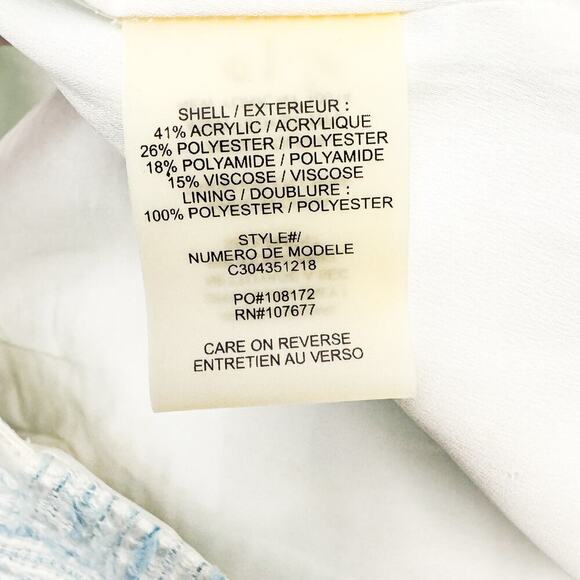 SHELL / EXTERIEUR :
41% ACRYLIC / ACRYLIQUE
26% POLYESTER / POLYESTER
18% POLYAMIDE / POLYAMIDE
15% VISCOSE / VISCOSE
LINING / DOUBLURE :
100% POLYESTER / POLYESTER
STYLE#/
NUMERO DE MODELE
C304351218
PO#108172
RN#107677
CARE ON REVERSE
ENTRETIEN AU VERSO